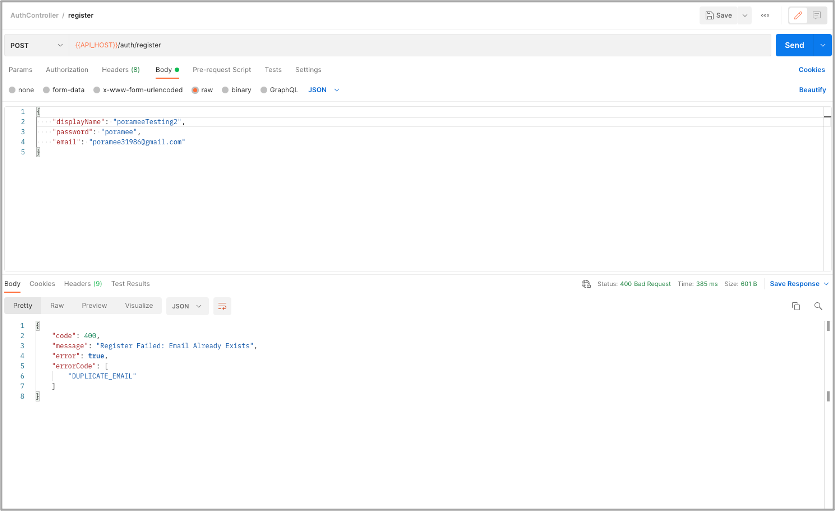 AuthController / register
Save
POST {{API_HOST}}/auth/register Send
Params Authorization Headers (8) Body Pre-request Script Tests Settings Cookies
none form-data x-www-form-urlencoded raw binary GraphQL JSON Beautify
1 {
2 "displayName": "porameeTesting2",
3 "password": "poramee",
4 "email": "poramee31986@gmail.com"
5 }
Body Cookies Headers (9) Test Results Status: 400 Bad Request Time: 385 ms Size: 601 B Save Response
Pretty Raw Preview Visualize JSON
1 {
2 "code": 400,
3 "message": "Register Failed: Email Already Exists",
4 "error": true,
5 "errorCode": [
6 "DUPLICATE_EMAIL"
7 ]
8 }